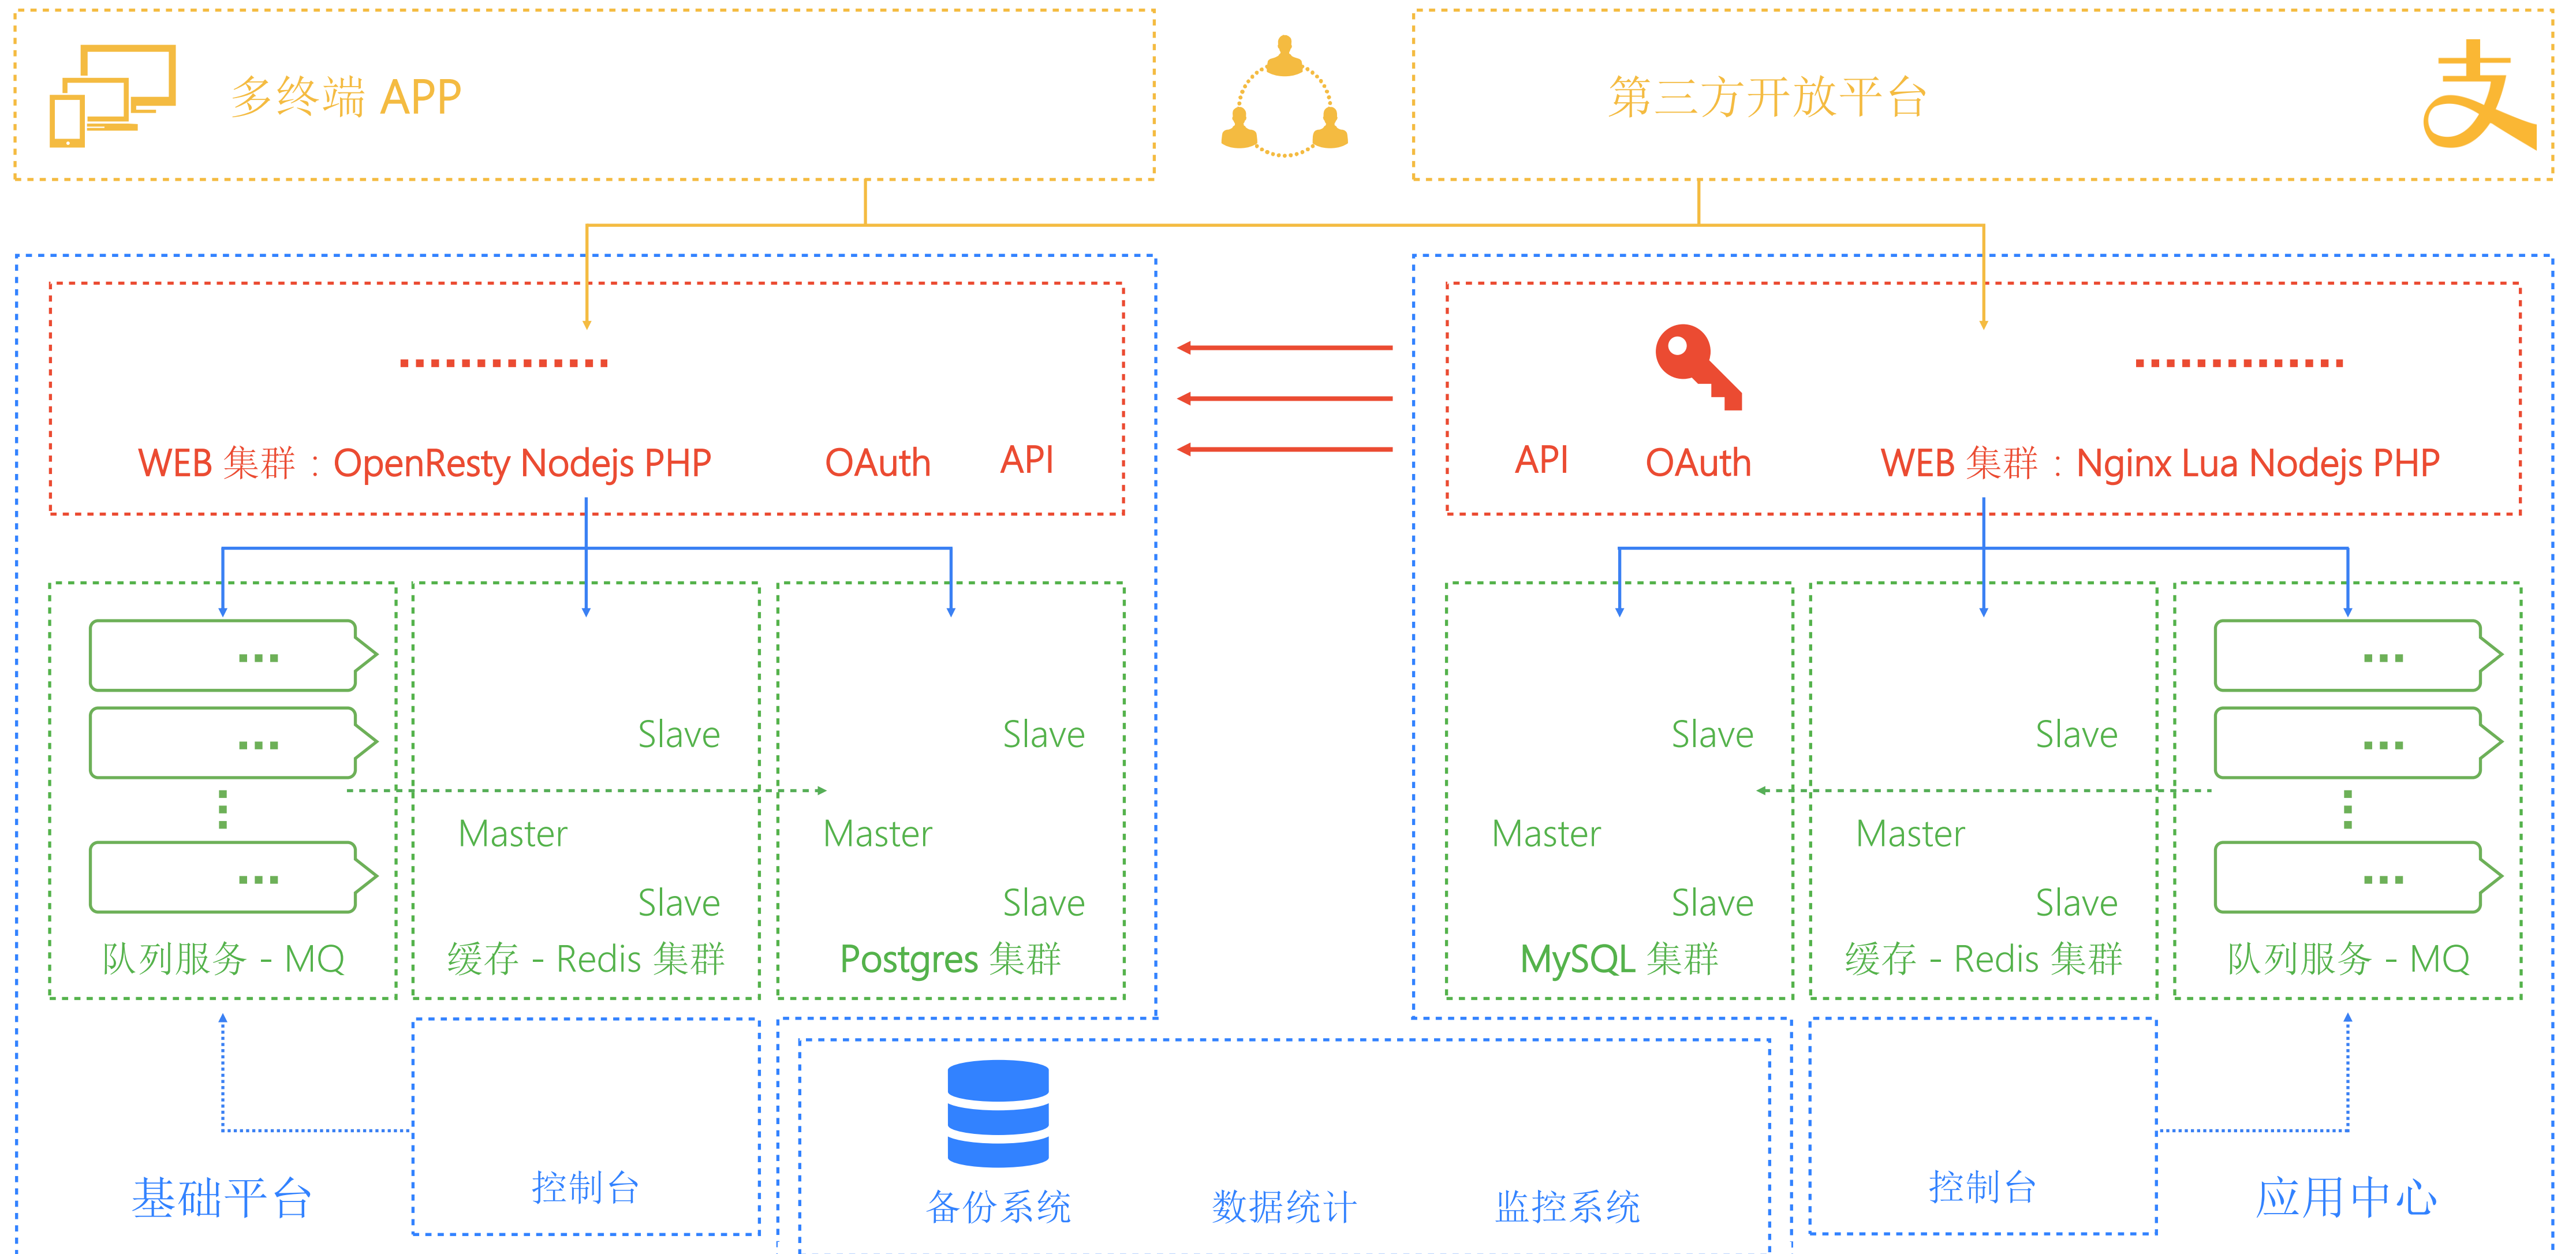 多终端 APP
第三方开放平台
WEB 集群：OpenResty Nodejs PHP
OAuth
API
API
OAuth
WEB 集群：Nginx Lua Nodejs PHP
Slave
Master
Slave
Slave
Master
Slave
Slave
Master
Slave
Slave
Master
Slave
队列服务 - MQ
缓存 - Redis 集群
Postgres 集群
MySQL 集群
缓存 - Redis 集群
队列服务 - MQ
基础平台
控制台
备份系统
数据统计
监控系统
控制台
应用中心